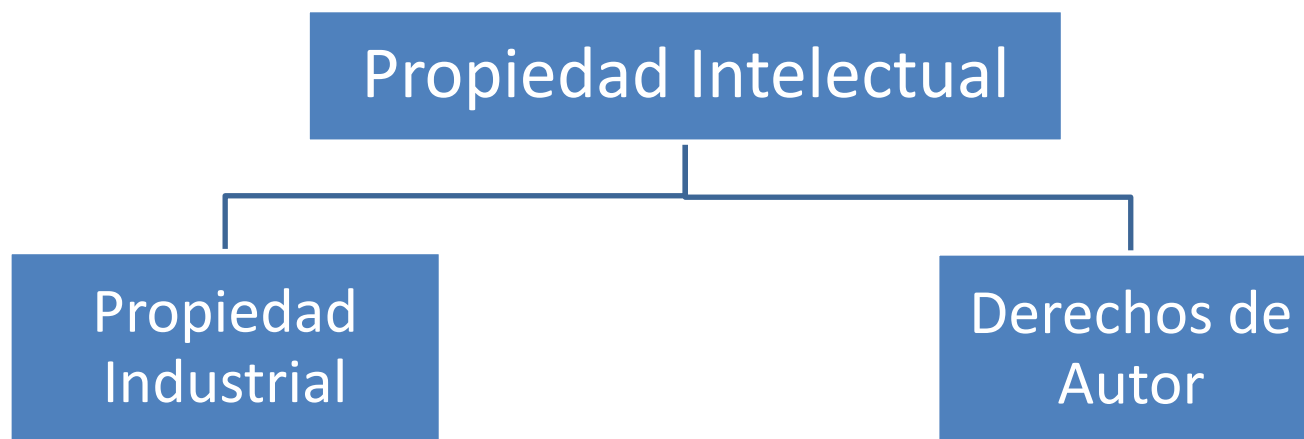 Propiedad Intelectual
Propiedad
Industrial
Derechos de
Autor